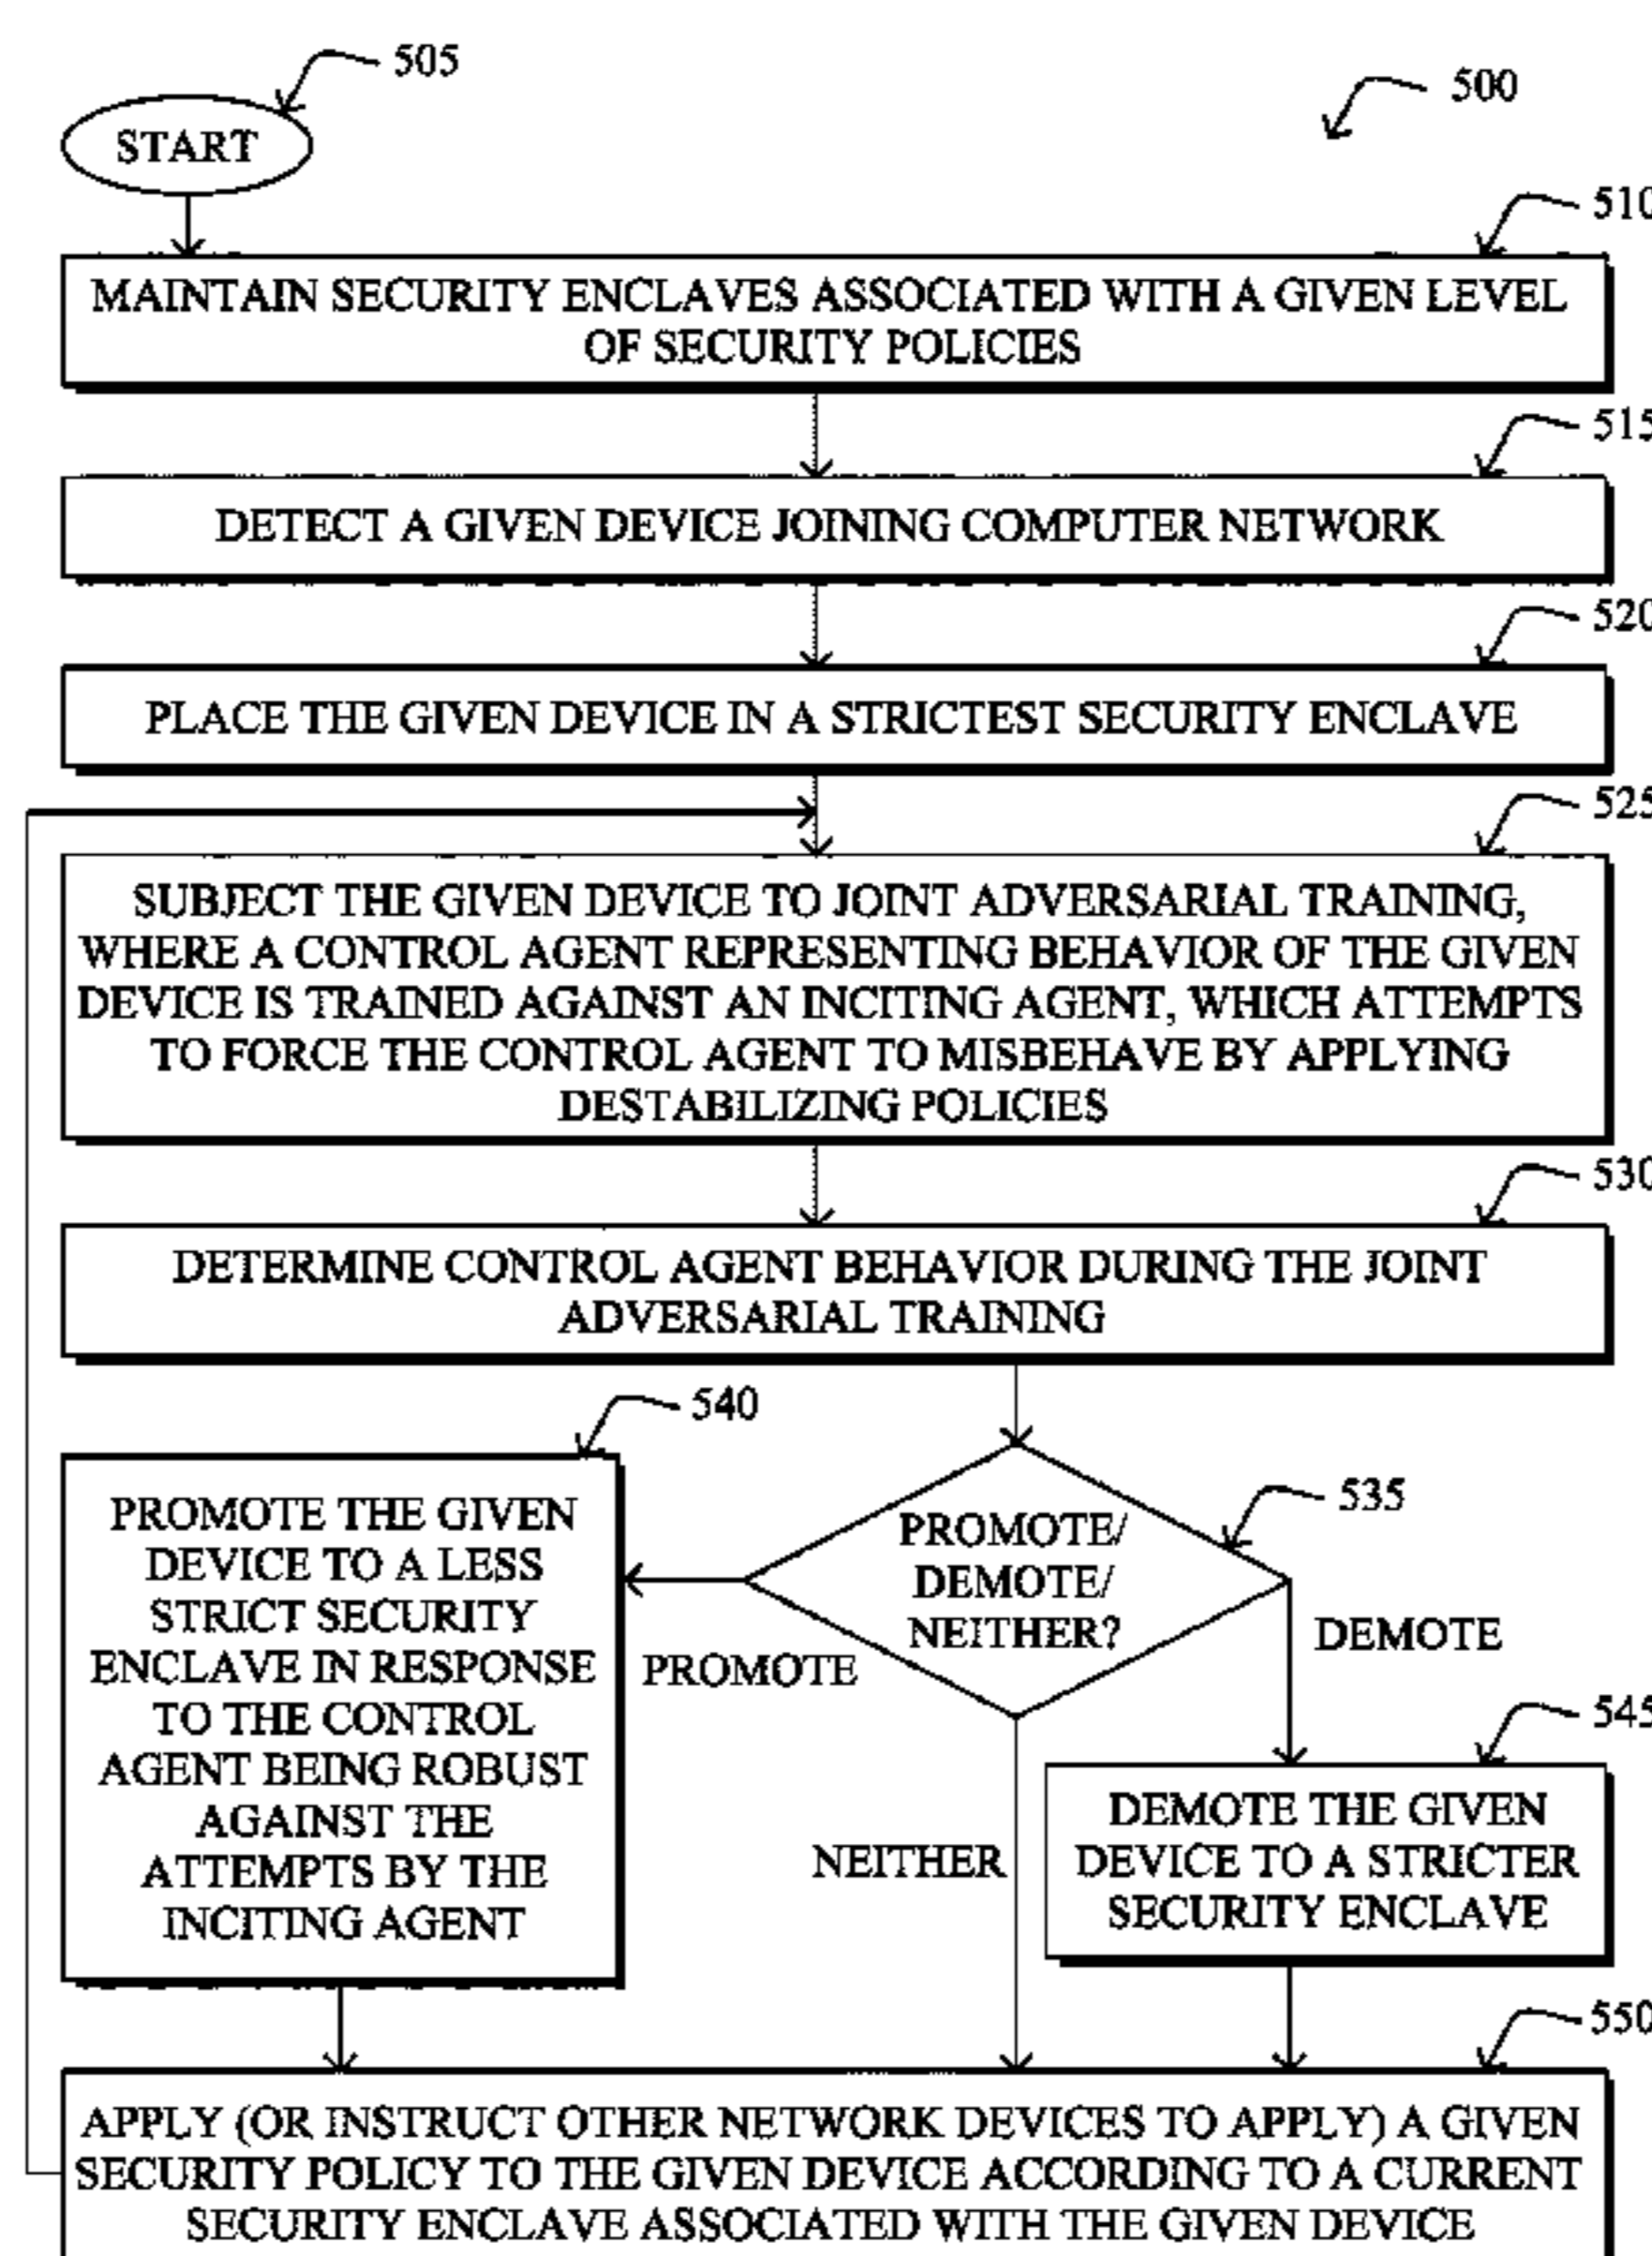 505
500
START
510
MAINTAIN SECURITY ENCLAVES ASSOCIATED WITH A GIVEN LEVEL
OF SECURITY POLICIES
515
DETECT A GIVEN DEVICE JOINING COMPUTER NETWORK
520
PLACE THE GIVEN DEVICE IN A STRICTEST SECURITY ENCLAVE
525
SUBJECT THE GIVEN DEVICE TO JOINT ADVERSARIAL TRAINING,
WHERE A CONTROL AGENT REPRESENTING BEHAVIOR OF THE GIVEN
DEVICE IS TRAINED AGAINST AN INCITING AGENT, WHICH ATTEMPTS
TO FORCE THE CONTROL AGENT TO MISBEHAVE BY APPLYING
DESTABILIZING POLICIES
530
DETERMINE CONTROL AGENT BEHAVIOR DURING THE JOINT
ADVERSARIAL TRAINING
540
PROMOTE THE GIVEN
DEVICE TO A LESS
STRICT SECURITY
ENCLAVE IN RESPONSE
TO THE CONTROL
AGENT BEING ROBUST
AGAINST THE
ATTEMPTS BY THE
INCITING AGENT
535
PROMOTE/
DEMOTE/
NEITHER?
PROMOTE
DEMOTE
NEITHER
545
DEMOTE THE GIVEN
DEVICE TO A STRICTER
SECURITY ENCLAVE
550
APPLY (OR INSTRUCT OTHER NETWORK DEVICES TO APPLY) A GIVEN
SECURITY POLICY TO THE GIVEN DEVICE ACCORDING TO A CURRENT
SECURITY ENCLAVE ASSOCIATED WITH THE GIVEN DEVICE